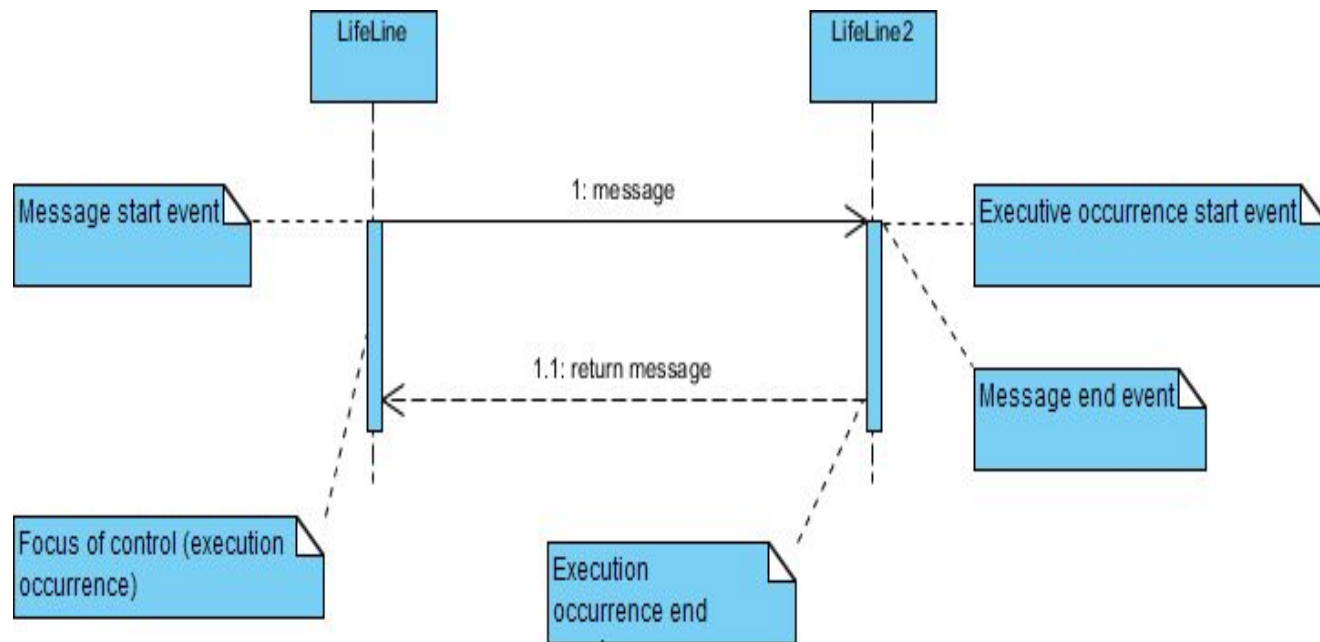 LifeLine
LifeLine2
1: message
Message start event
Executive occurrence start event
1.1: return message
Message end event
Focus of control (execution
occurrence)
Execution
occurrence end